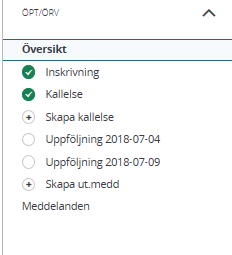 ÖPT/ÖRV
Översikt
Inskrivning
Kallelse
Skapa kallelse
Uppföljning 2018-07-04
Uppföljning 2018-07-09
Skapa ut.medd
Meddelanden